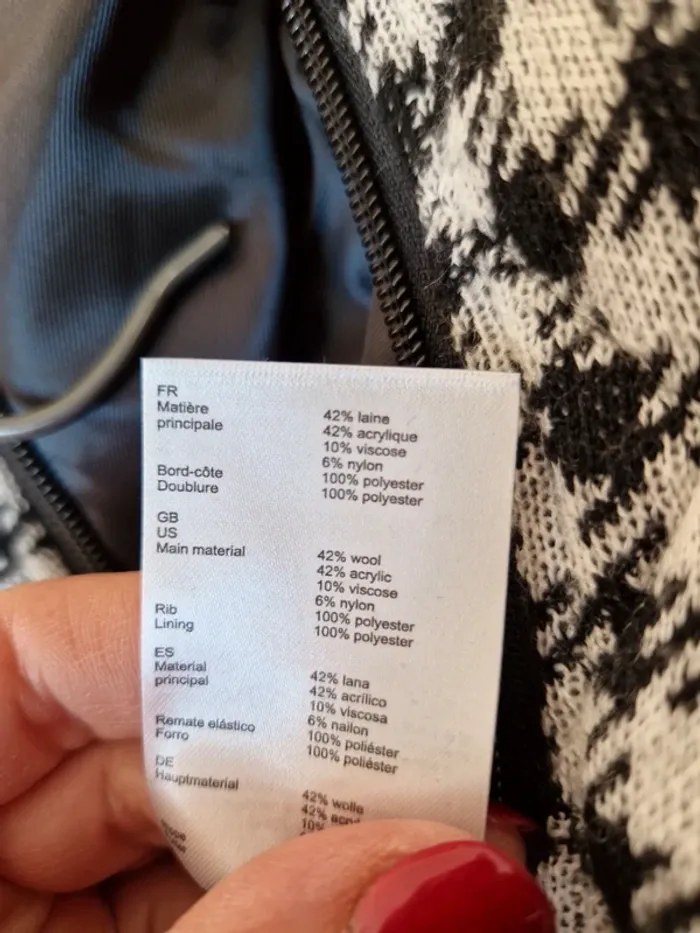 FR
Matière
principale
42% laine
42% acrylique
10% viscose
6% nylon
Bord-côte 100% polyester
Doublure 100% polyester
GB
US
Main material
42% wool
42% acrylic
10% viscose
6% nylon
Rib 100% polyester
Lining 100% polyester
ES
Material
principal
42% lana
42% acrílico
10% viscosa
6% nailon
Remate elástico 100% poliéster
Forro 100% poliéster
DE
Hauptmaterial
42% wolle
42%
10%